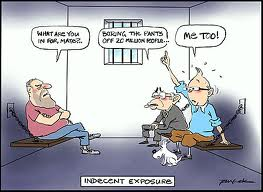 WHAT ARE YOU
IN FOR, MATE?..
BORING THE PANTS
OFF 20 MILLION PEOPLE...
ME TOO!
INDECENT EXPOSURE